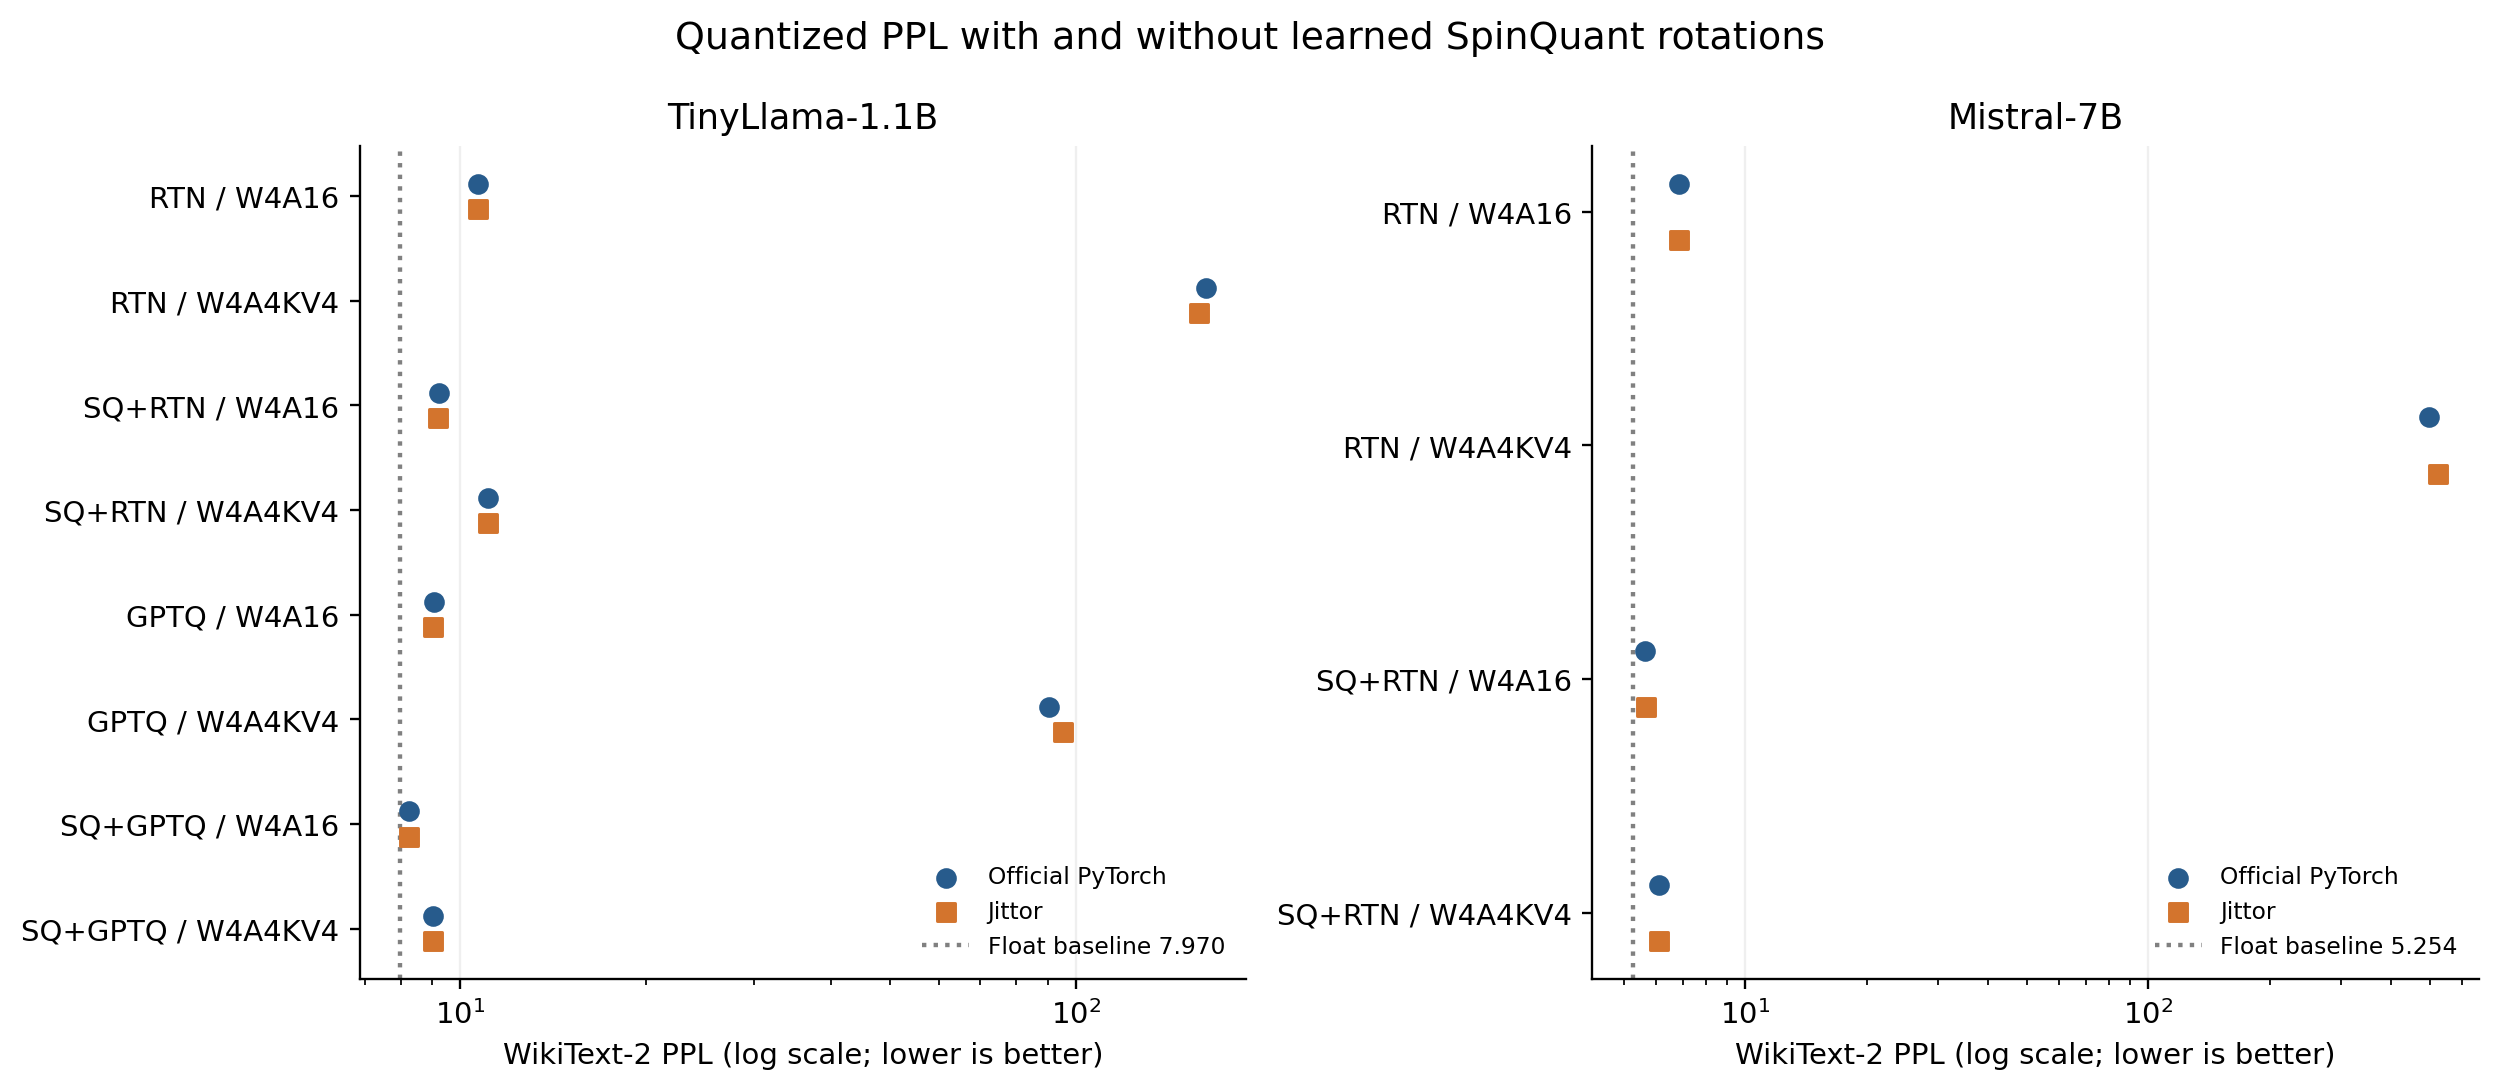 Quantized PPL with and without learned SpinQuant rotations
TinyLlama-1.1B
RTN / W4A16
RTN / W4A4KV4
SQ+RTN / W4A16
SQ+RTN / W4A4KV4
GPTQ / W4A16
GPTQ / W4A4KV4
SQ+GPTQ / W4A16
SQ+GPTQ / W4A4KV4
Official PyTorch
Jittor
Float baseline 7.970
10¹ 10²
WikiText-2 PPL (log scale; lower is better)
Mistral-7B
RTN / W4A16
RTN / W4A4KV4
SQ+RTN / W4A16
SQ+RTN / W4A4KV4
Official PyTorch
Jittor
Float baseline 5.254
10¹ 10²
WikiText-2 PPL (log scale; lower is better)